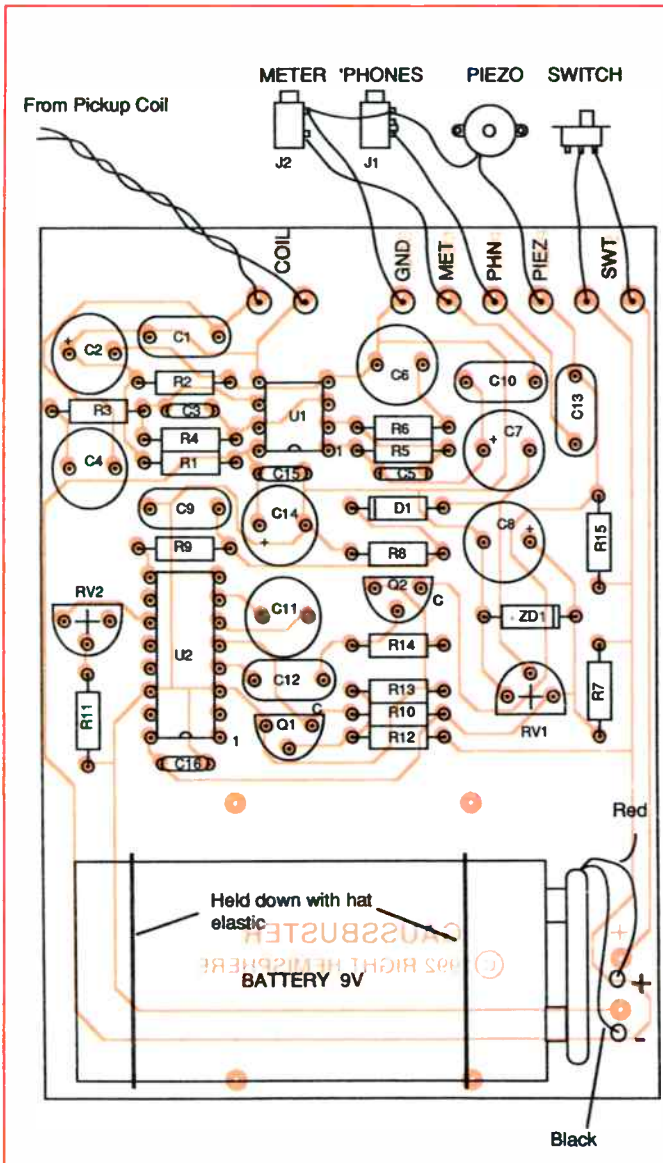 METER 'PHONES PIEZO SWITCH
From Pickup Coil
J2 J1
COIL GND MET PHN PIEZ SWT
C2 + C1 C6
R2 C10 C13
R3 C3 U1 R6
R4 R5 C7 +
C4 R1 1
C15 C5
C9 C14 + D1 C8 +
R9 R8 R15
RV2 Q2 C
C11 ZD1
U2 R14
C12 R13 R7
R11 C R10
Q1 RV1
1 R12
C16
Red
Held down with hat
elastic
GAUSSBUSTER
© 1992 RIGHT HEMISPHERE
BATTERY 9V
+
+
-
Black